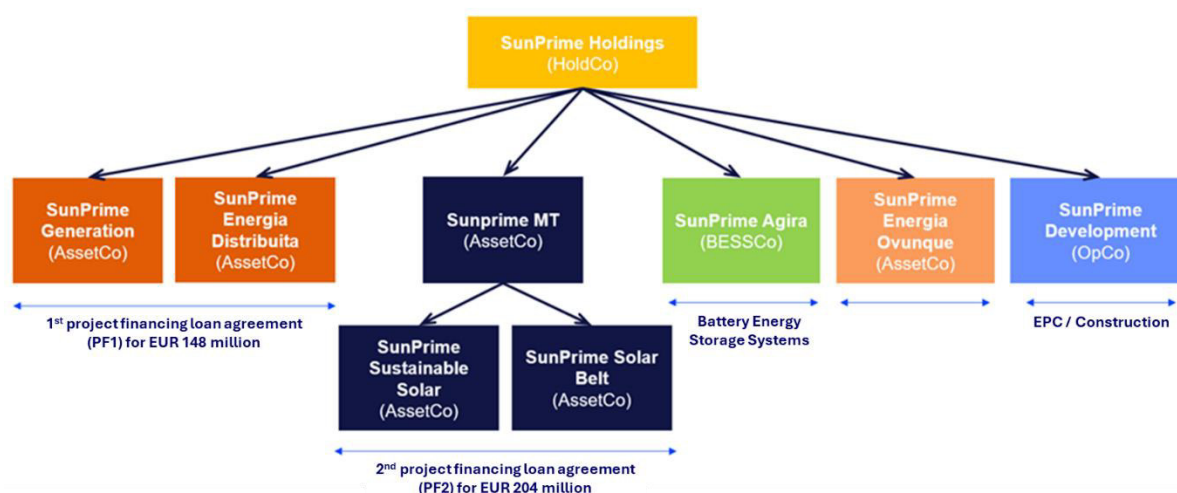 SunPrime Holdings
(HoldCo)
SunPrime
Generation
(AssetCo)
SunPrime
Energia
Distribuita
(AssetCo)
Sunprime MT
(AssetCo)
SunPrime Agira
(BESSCo)
SunPrime
Energia
Ovunque
(AssetCo)
SunPrime
Development
(OpCo)
1st project financing loan agreement
(PF1) for EUR 148 million
Battery Energy
Storage Systems
EPC / Construction
SunPrime
Sustainable
Solar
(AssetCo)
SunPrime Solar
Belt
(AssetCo)
2nd project financing loan agreement
(PF2) for EUR 204 million